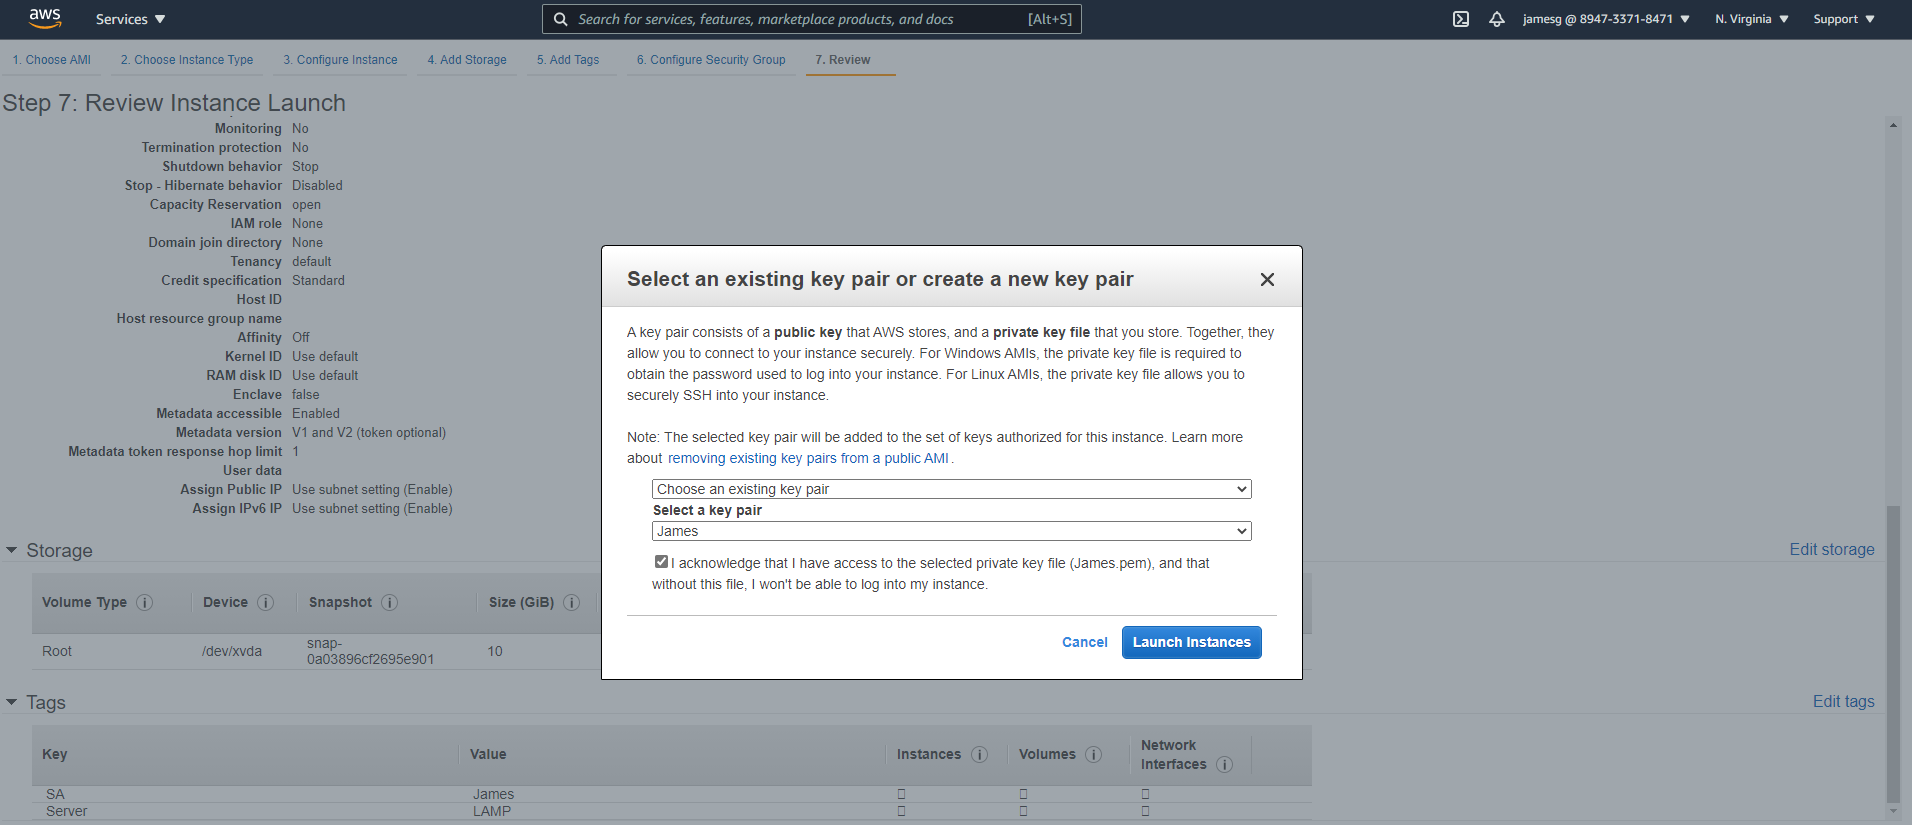 aws
Services
Search for services, features, marketplace products, and docs
[Alt+S]
jamesg @ 8947-3371-8471
N. Virginia
Support
1. Choose AMI
2. Choose Instance Type
3. Configure Instance
4. Add Storage
5. Add Tags
6. Configure Security Group
7. Review
Step 7: Review Instance Launch
Monitoring No
Termination protection No
Shutdown behavior Stop
Stop - Hibernate behavior Disabled
Capacity Reservation open
IAM role None
Domain join directory None
Tenancy default
Credit specification Standard
Host ID
Host resource group name
Affinity Off
Kernel ID Use default
RAM disk ID Use default
Enclave false
Metadata accessible Enabled
Metadata version V1 and V2 (token optional)
Metadata token response hop limit 1
User data
Assign Public IP Use subnet setting (Enable)
Assign IPv6 IP Use subnet setting (Enable)
Select an existing key pair or create a new key pair
A key pair consists of a public key that AWS stores, and a private key file that you store. Together, they
allow you to connect to your instance securely. For Windows AMIs, the private key file is required to
obtain the password used to log into your instance. For Linux AMIs, the private key file allows you to
securely SSH into your instance.
Note: The selected key pair will be added to the set of keys authorized for this instance. Learn more
about removing existing key pairs from a public AMI.
Choose an existing key pair
Select a key pair
James
I acknowledge that I have access to the selected private key file (James.pem), and that
without this file, I won't be able to log into my instance.
Cancel
Launch Instances
Storage
Edit storage
Volume Type Device Snapshot Size (GiB)
Root /dev/xvda snap-
0a03896cf2695e901 10
Tags
Edit tags
Key Value Instances Volumes Network
Interfaces
SA James
Server LAMP